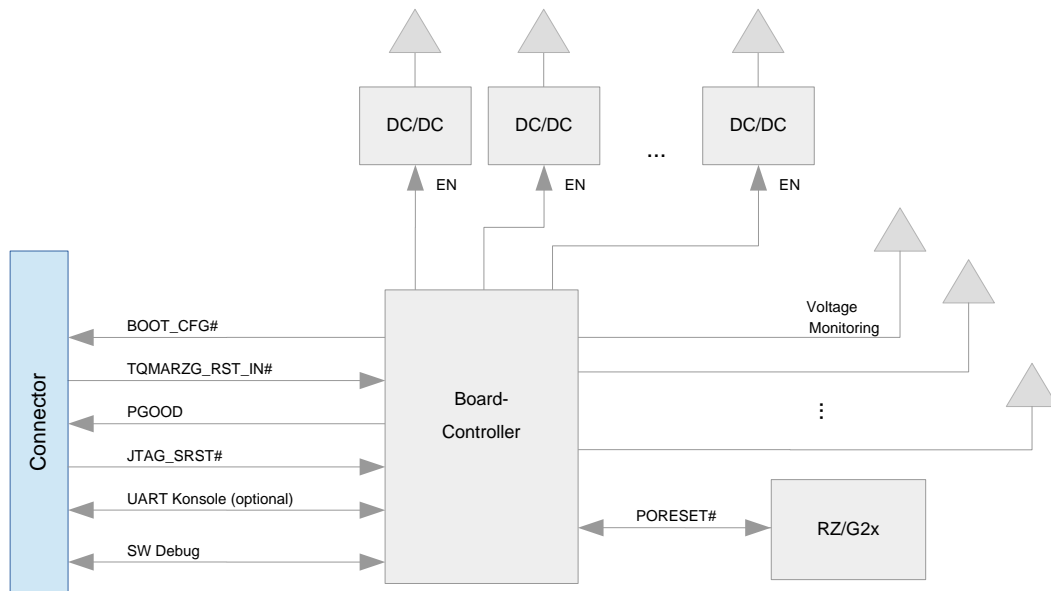 DC/DC
DC/DC
...
DC/DC
EN
EN
EN
Voltage
Monitoring
Connector
BOOT_CFG#
TQMARZG_RST_IN#
PGOOD
JTAG_SRST#
UART Konsole (optional)
SW Debug
Board-
Controller
...
PORESET#
RZ/G2x